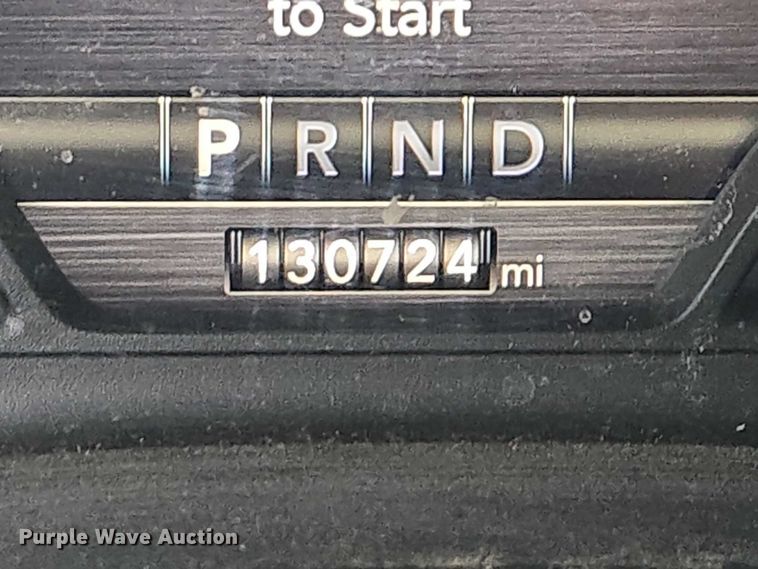 to Start
P R N D
130724 mi
Purple Wave Auction